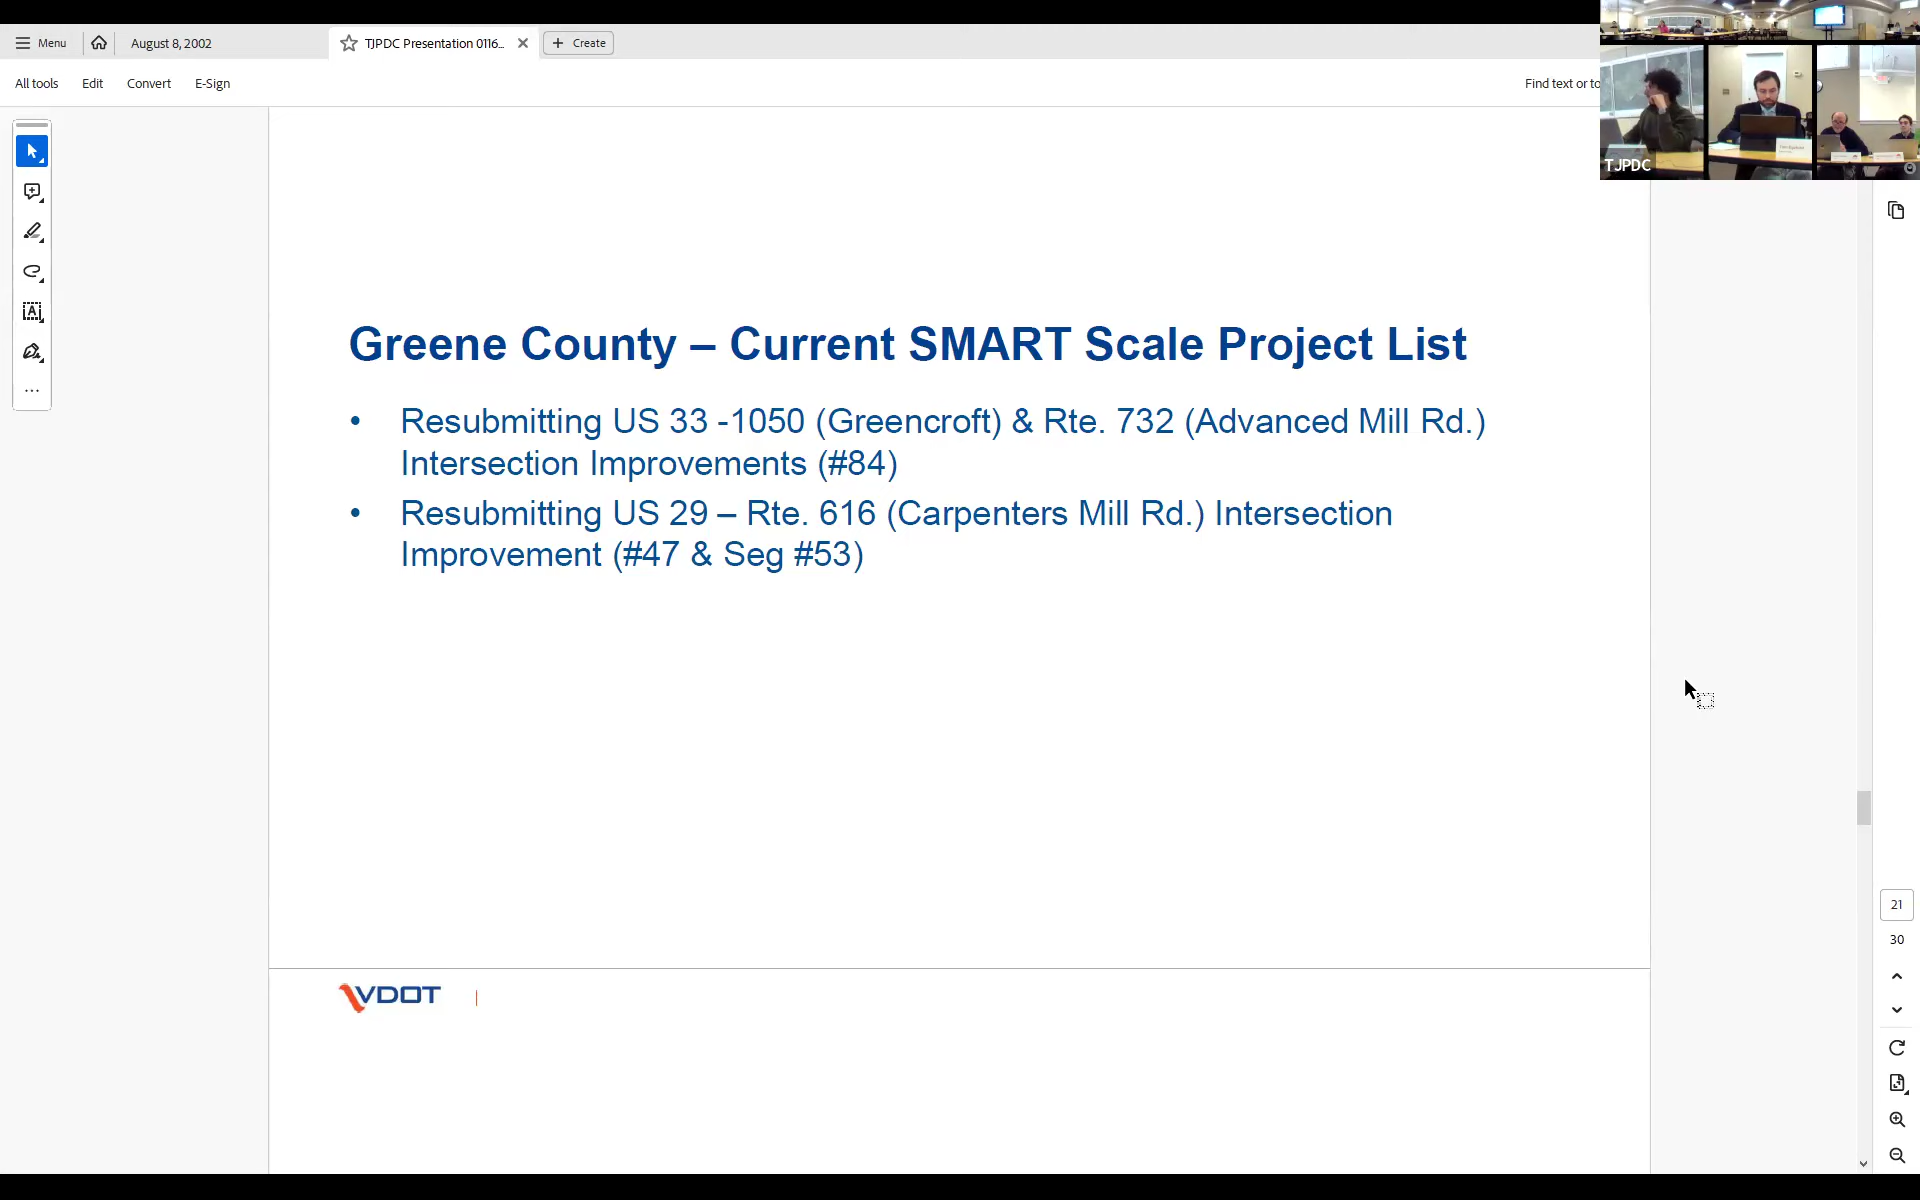 Menu
August 8, 2002
TJPDC Presentation 0116...
Create
All tools
Edit
Convert
E-Sign
Find text or to
TJPDC
Greene County – Current SMART Scale Project List
• Resubmitting US 33 -1050 (Greencroft) & Rte. 732 (Advanced Mill Rd.)
Intersection Improvements (#84)
• Resubmitting US 29 – Rte. 616 (Carpenters Mill Rd.) Intersection
Improvement (#47 & Seg #53)
21
30
VDOT